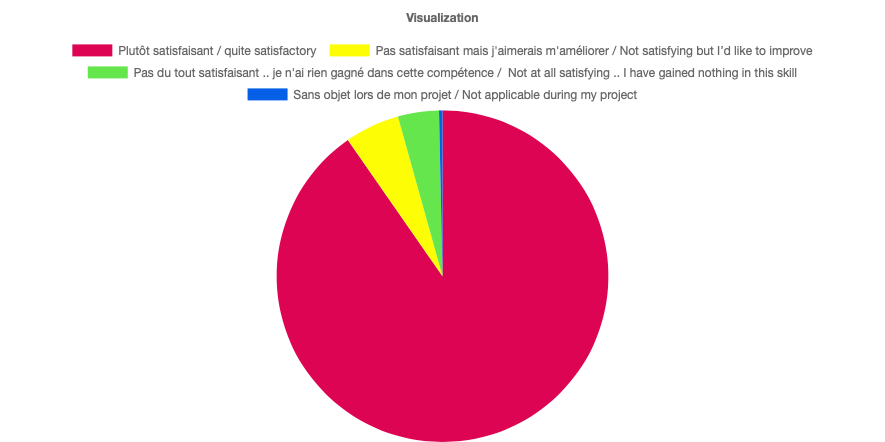 Visualization
Plutôt satisfaisant / quite satisfactory Pas satisfaisant mais j'aimerais m'améliorer / Not satisfying but I'd like to improve
Pas du tout satisfaisant .. je n'ai rien gagné dans cette compétence / Not at all satisfying .. I have gained nothing in this skill
Sans objet lors de mon projet / Not applicable during my project